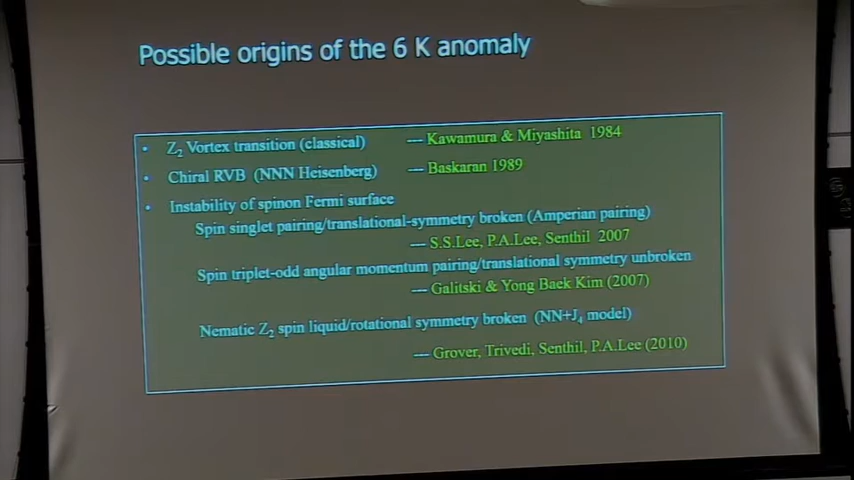 Possible origins of the 6 K anomaly
• Z₂ Vortex transition (classical) --- Kawamura & Miyashita 1984
• Chiral RVB (NNN Heisenberg) --- Baskaran 1989
• Instability of spinon Fermi surface
Spin singlet pairing/translational-symmetry broken (Amperian pairing)
--- S.S.Lee, P.A.Lee, Senthil 2007
Spin triplet-odd angular momentum pairing/translational symmetry unbroken
--- Galitski & Yong Baek Kim (2007)
Nematic Z₂ spin liquid/rotational symmetry broken (NN+J₄ model)
--- Grover, Trivedi, Senthil, P.A.Lee (2010)